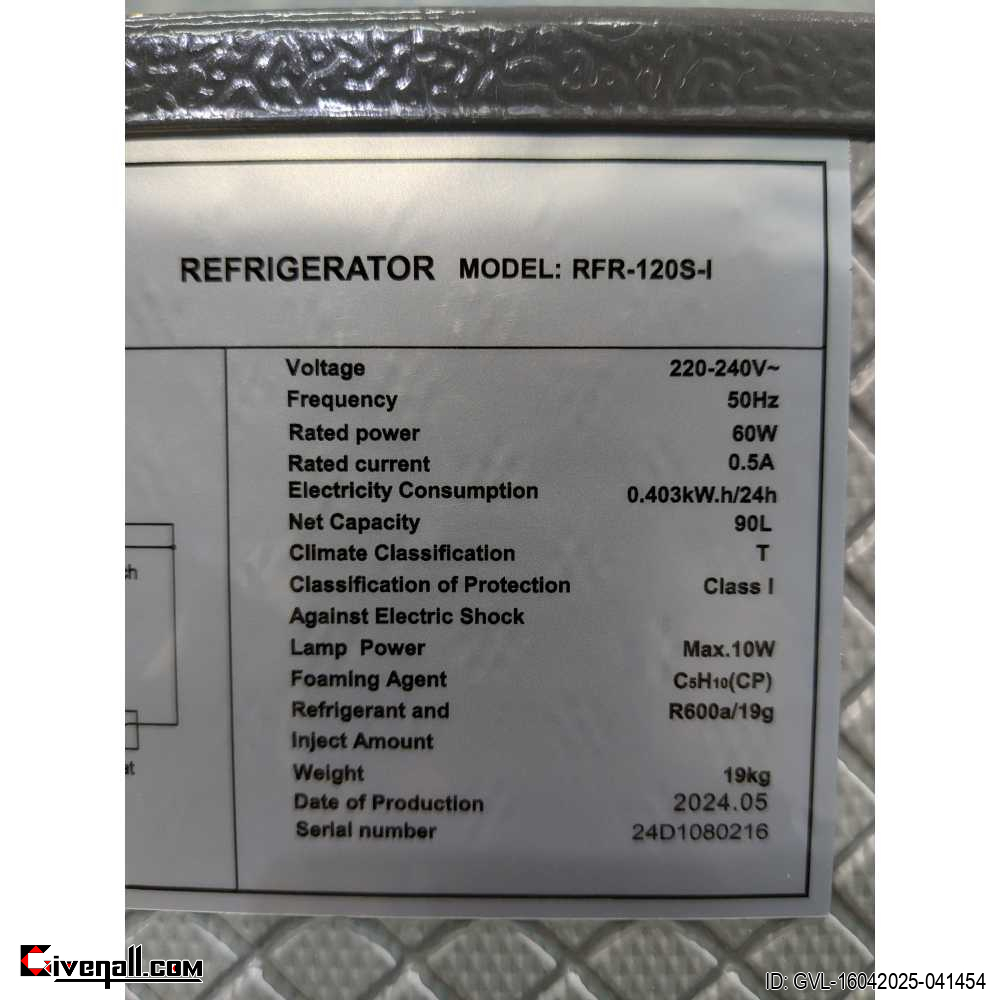 REFRIGERATOR MODEL: RFR-120S-I
Voltage 220-240V~
Frequency 50Hz
Rated power 60W
Rated current 0.5A
Electricity Consumption 0.403kW.h/24h
Net Capacity 90L
Climate Classification T
Classification of Protection Class I
Against Electric Shock
Lamp Power Max.10W
Foaming Agent C₅H₁₀(CP)
Refrigerant and R600a/19g
Inject Amount
Weight 19kg
Date of Production 2024.05
Serial number 24D1080216
Givenall.com
ID: GVL-16042025-041454